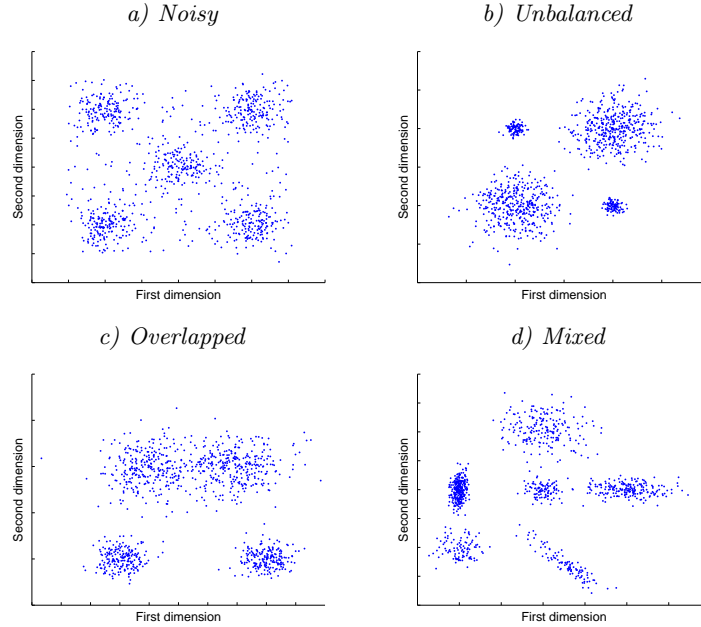 a) Noisy
Second dimension
First dimension
b) Unbalanced
Second dimension
First dimension
c) Overlapped
Second dimension
First dimension
d) Mixed
Second dimension
First dimension